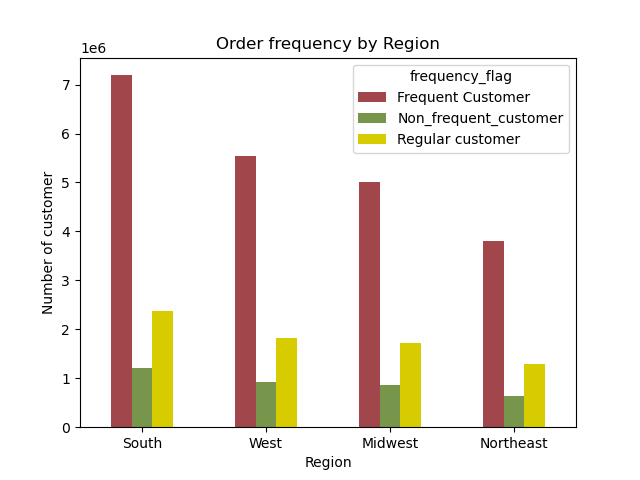 Order frequency by Region
1e6
frequency_flag
Frequent Customer
Non_frequent_customer
Regular customer
Number of customer
7
6
5
4
3
2
1
0
South West Midwest Northeast
Region